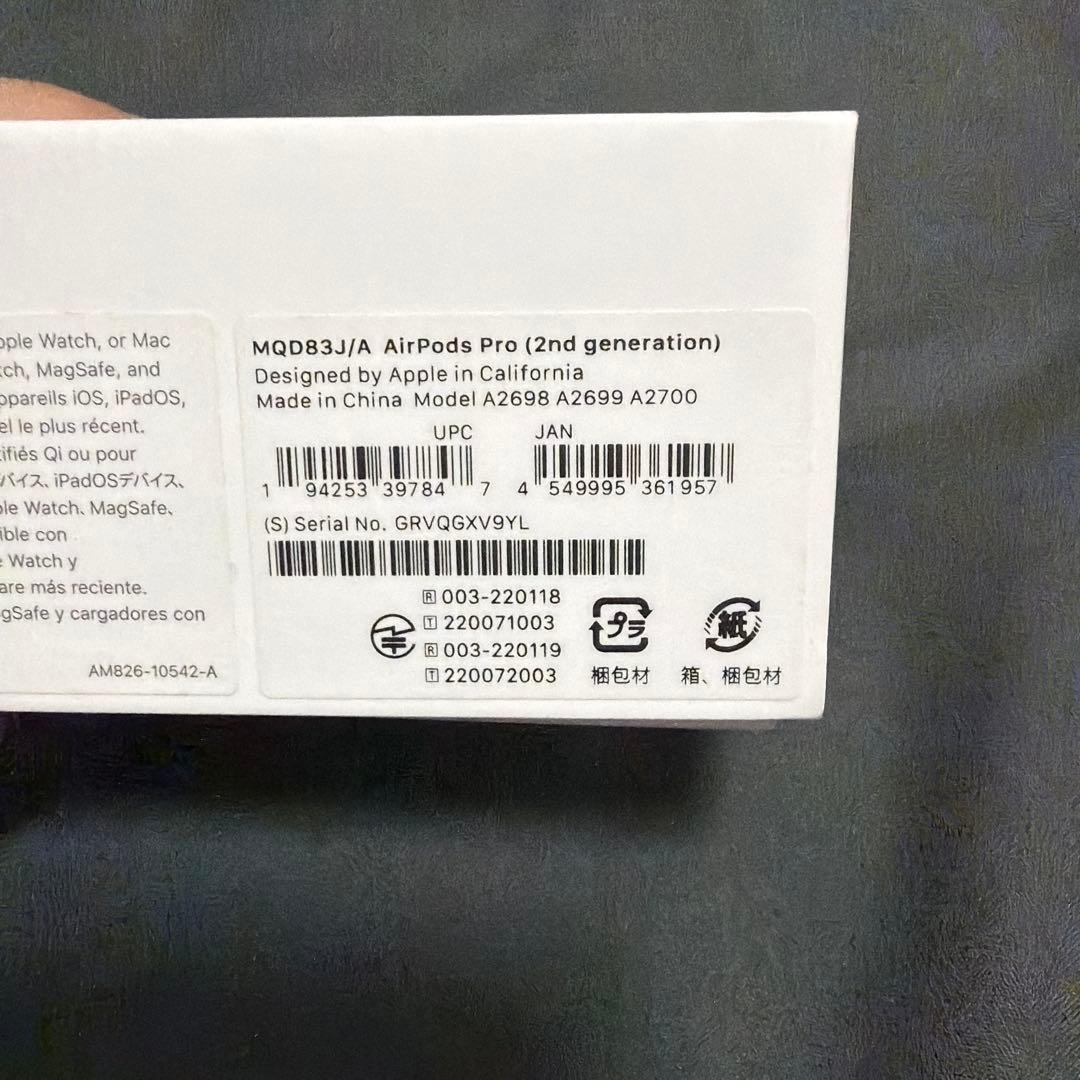 pple Watch, or Mac
tch, MagSafe, and
appareils iOS, iPadOS,
el le plus récent.
tifiés Qi ou pour
バイス、iPadOSデバイス、
ple Watch、MagSafe、
ible con
e Watch y
are más reciente.
gSafe y cargadores con
AM826-10542-A
MQD83J/A AirPods Pro (2nd generation)
Designed by Apple in California
Made in China Model A2698 A2699 A2700
UPC JAN
1 94253 39784 7 4 549995 361957
(S) Serial No. GRVQGXV9YL
R 003-220118
T 220071003
R 003-220119
T 220072003
プラ 紙
梱包材 箱、梱包材